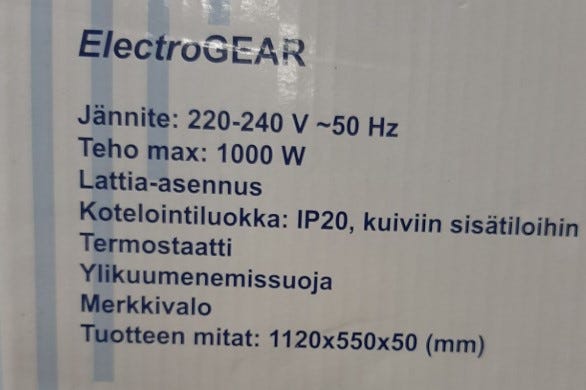 ElectroGEAR
Jännite: 220-240 V ~50 Hz
Teho max: 1000 W
Lattia-asennus
Kotelointiluokka: IP20, kuiviin sisätiloihin
Termostaatti
Ylikuumenemissuoja
Merkkivalo
Tuotteen mitat: 1120x550x50 (mm)